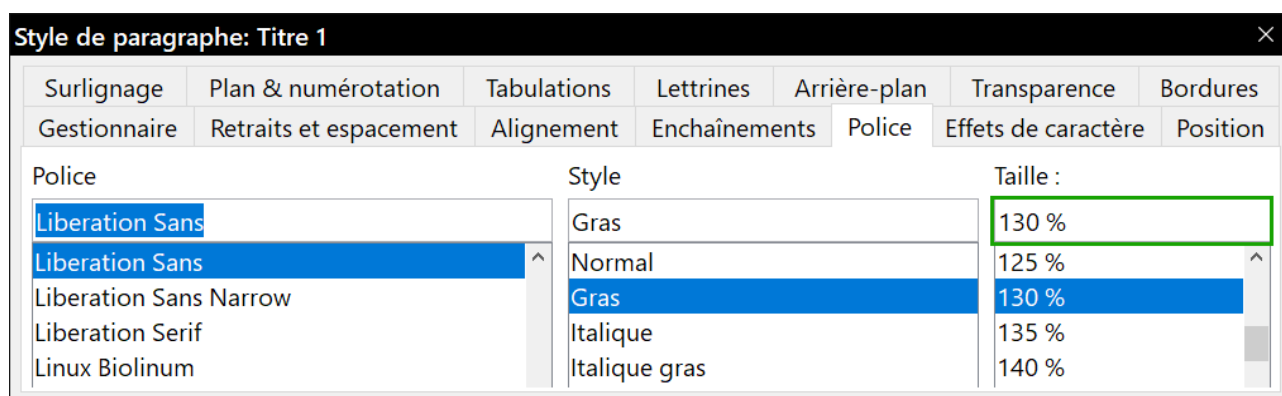 Style de paragraphe: Titre 1
Surlignage Plan & numérotation Tabulations Lettrines Arrière-plan Transparence Bordures
Gestionnaire Retraits et espacement Alignement Enchaînements Police Effets de caractère Position
Police Style Taille :
Liberation Sans Gras 130 %
Liberation Sans Normal 125 %
Liberation Sans Narrow Gras 130 %
Liberation Serif Italique 135 %
Linux Biolinum Italique gras 140 %